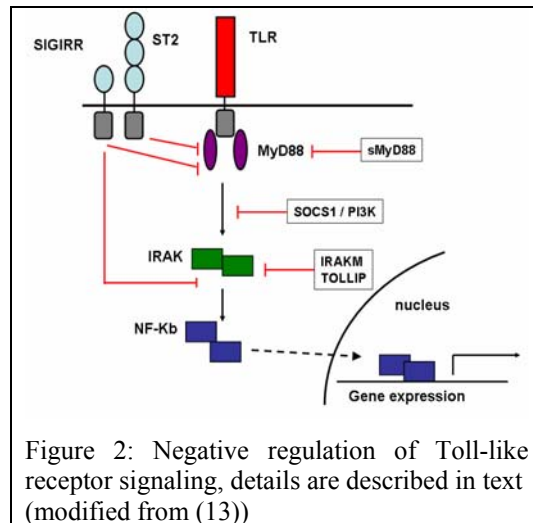 SIGIRR
ST2
TLR
MyD88
sMyD88
SOCS1 / PI3K
IRAK
IRAKM
TOLLIP
NF-Kb
nucleus
Gene expression
Figure 2: Negative regulation of Toll-like
receptor signaling, details are described in text
(modified from (13))